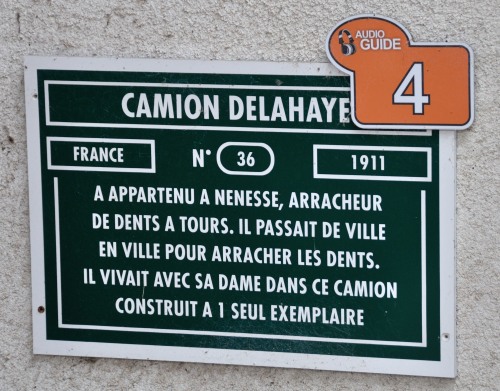 AUDIO
GUIDE
4
CAMION DELAHAYE
FRANCE
N° 36
1911
A APPARTENU A NENESSE, ARRACHEUR
DE DENTS A TOURS. IL PASSAIT DE VILLE
EN VILLE POUR ARRACHER LES DENTS.
IL VIVAIT AVEC SA DAME DANS CE CAMION
CONSTRUIT A 1 SEUL EXEMPLAIRE